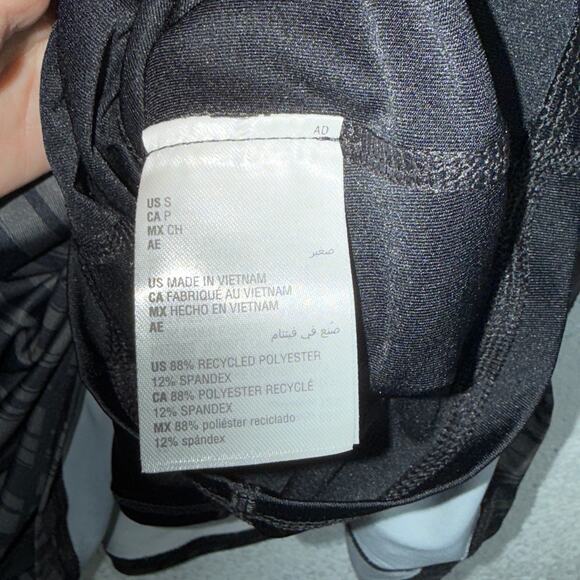 AD
US S
CA P
MX CH
AE
صغير
US MADE IN VIETNAM
CA FABRIQUÉ AU VIETNAM
MX HECHO EN VIETNAM
AE
صُنع في فيتنام
US 88% RECYCLED POLYESTER
12% SPANDEX
CA 88% POLYESTER RECYCLÉ
12% SPANDEX
MX 88% poliéster reciclado
12% spándex